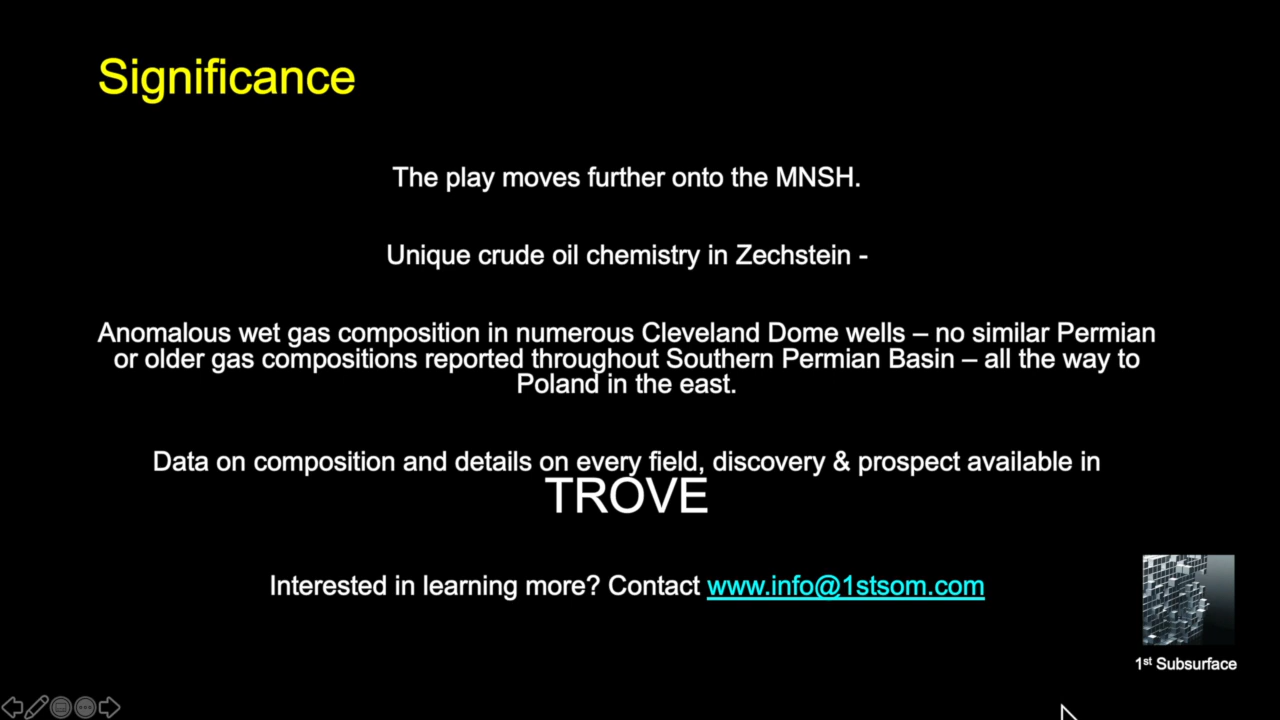 Significance
The play moves further onto the MNSH.
Unique crude oil chemistry in Zechstein -
Anomalous wet gas composition in numerous Cleveland Dome wells – no similar Permian
or older gas compositions reported throughout Southern Permian Basin – all the way to
Poland in the east.
Data on composition and details on every field, discovery & prospect available in
TROVE
Interested in learning more? Contact www.info@1stsom.com
1st Subsurface